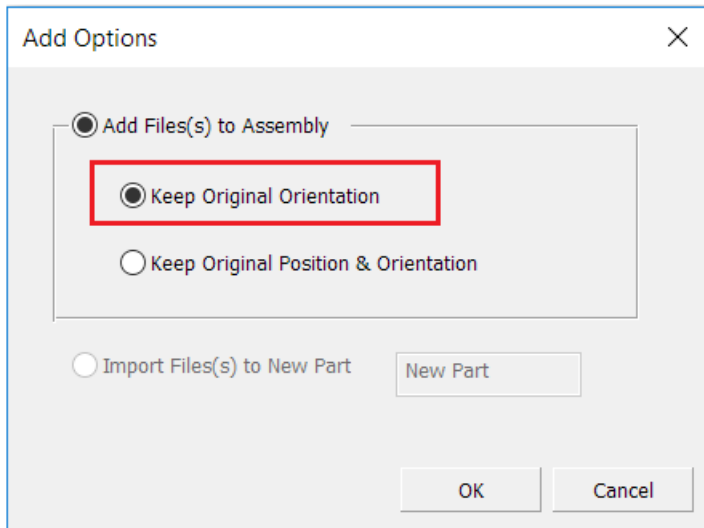 Add Options
Add Files(s) to Assembly
Keep Original Orientation
Keep Original Position & Orientation
Import Files(s) to New Part
New Part
OK
Cancel